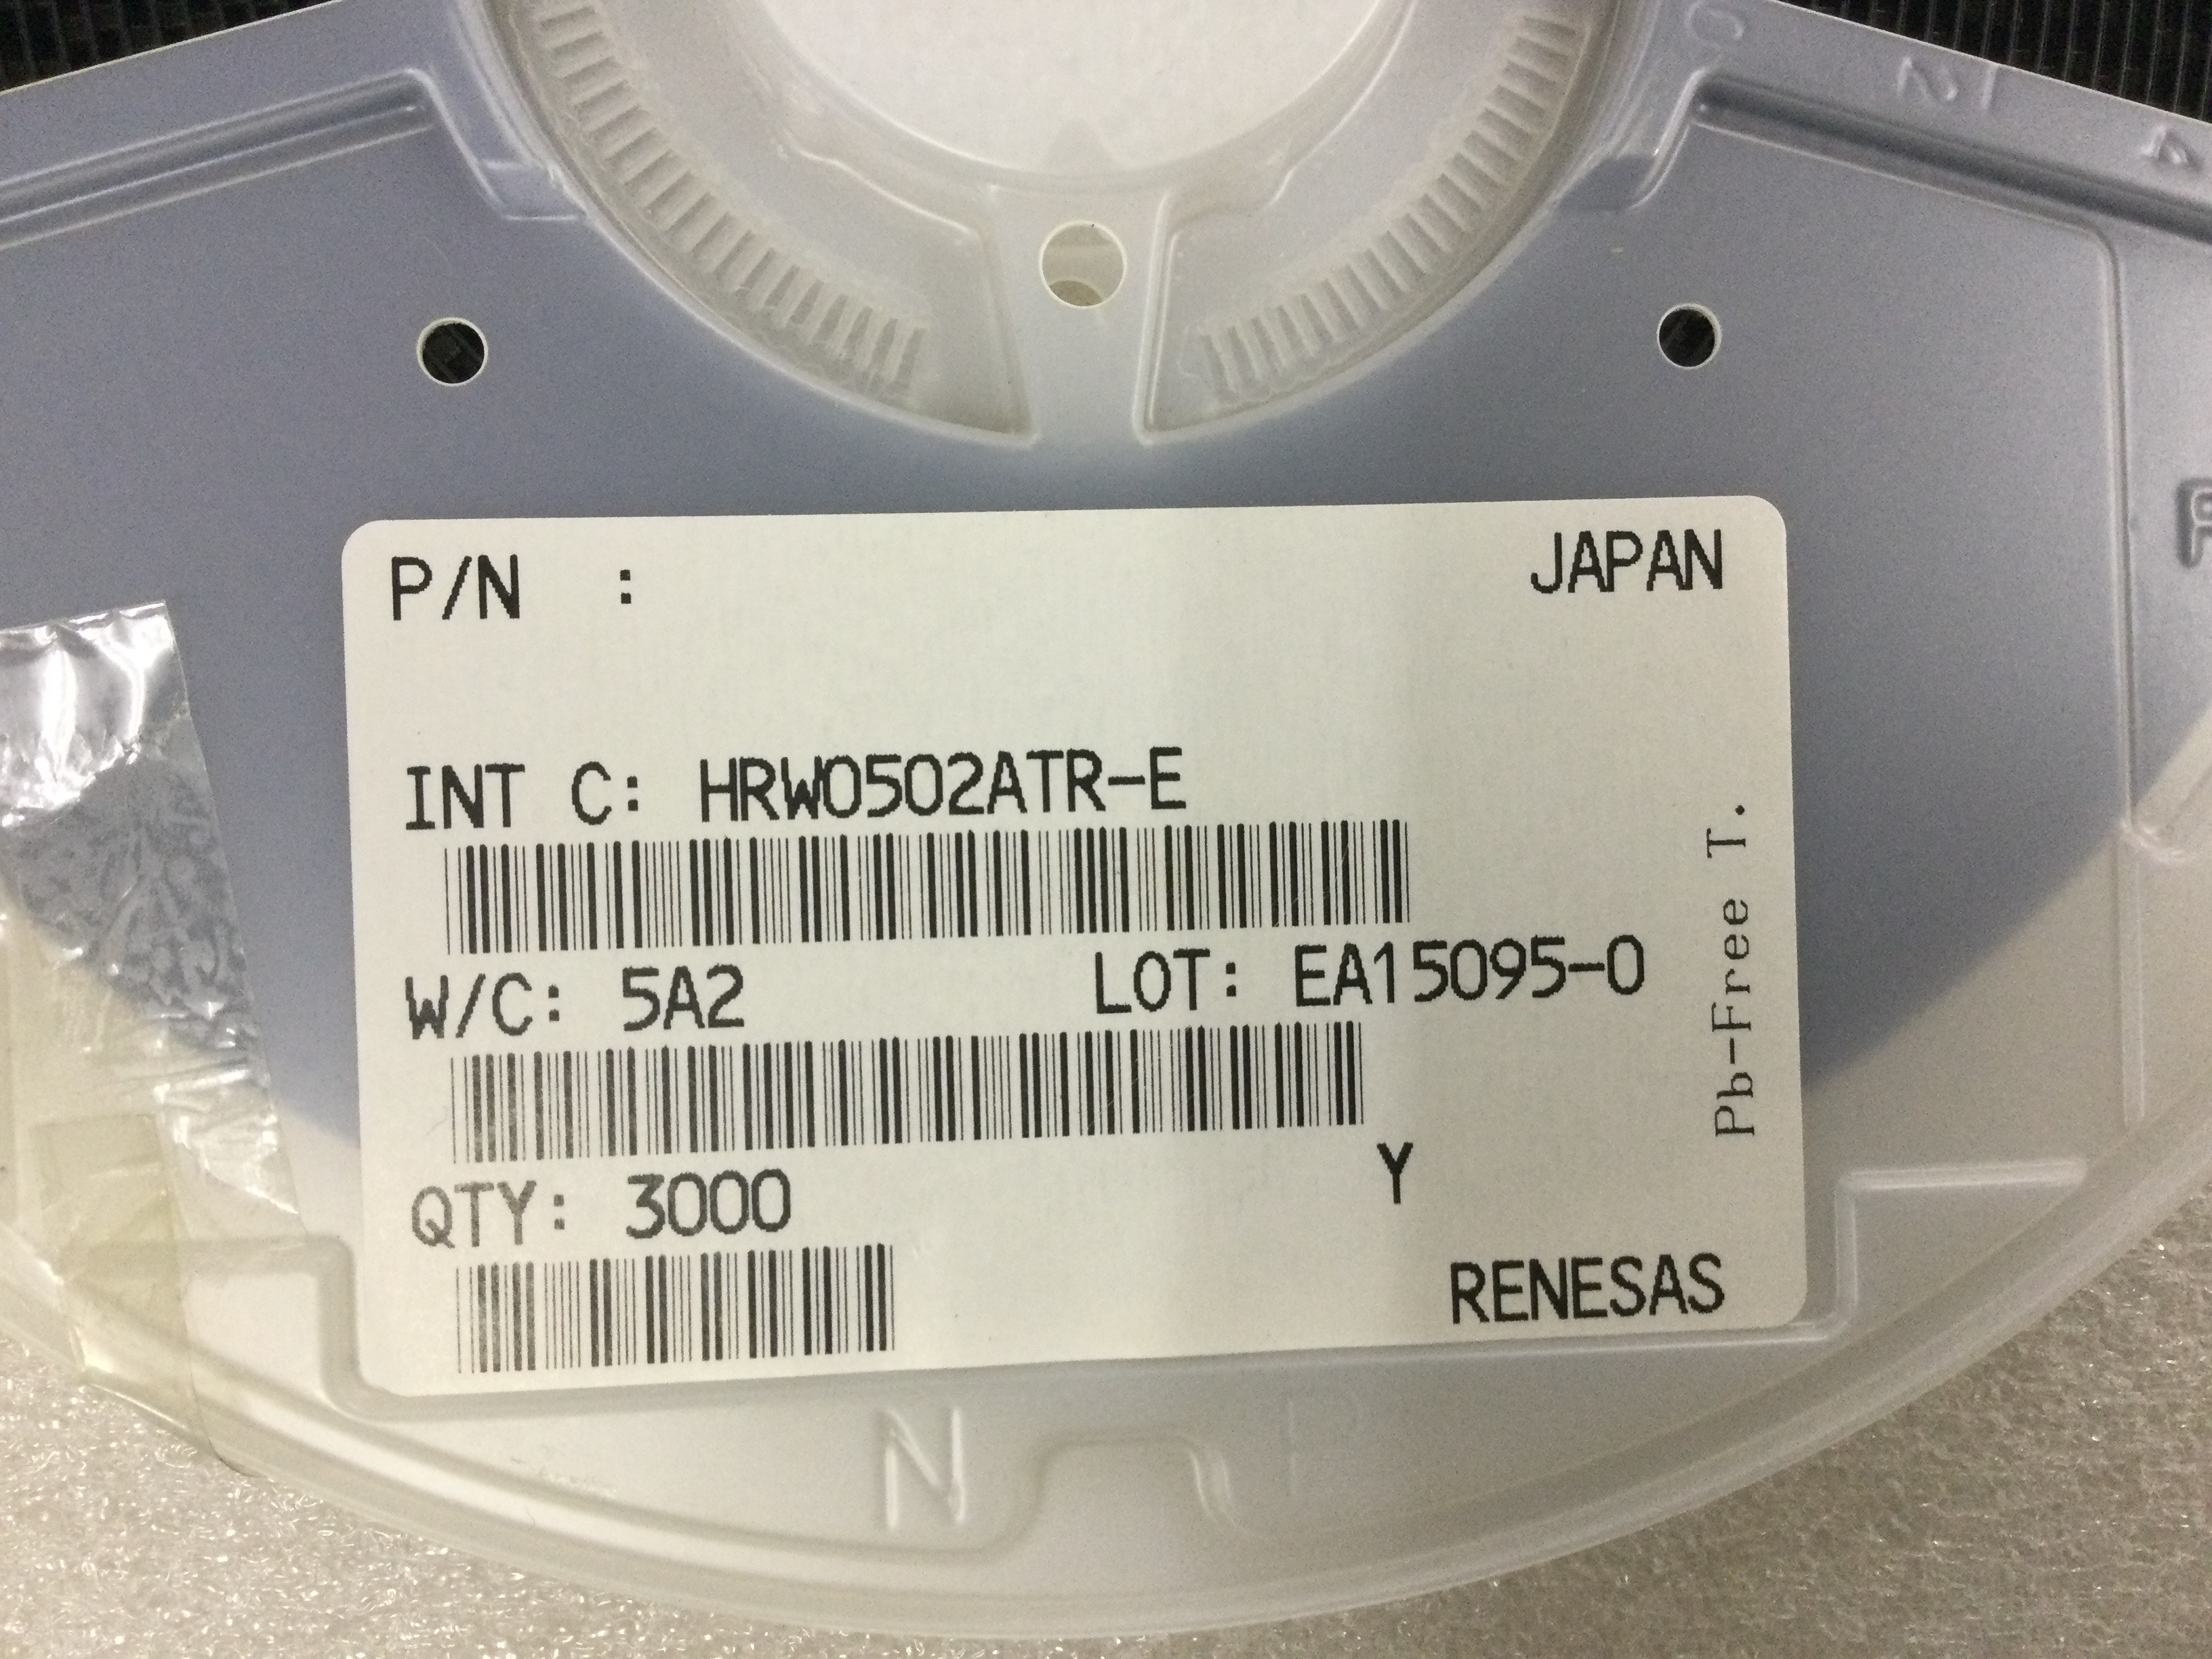 P/N : JAPAN
INT C: HRW0502ATR-E
W/C: 5A2 LOT: EA15095-0
QTY: 3000 Y
RENESAS
Pb-Free T.
N P